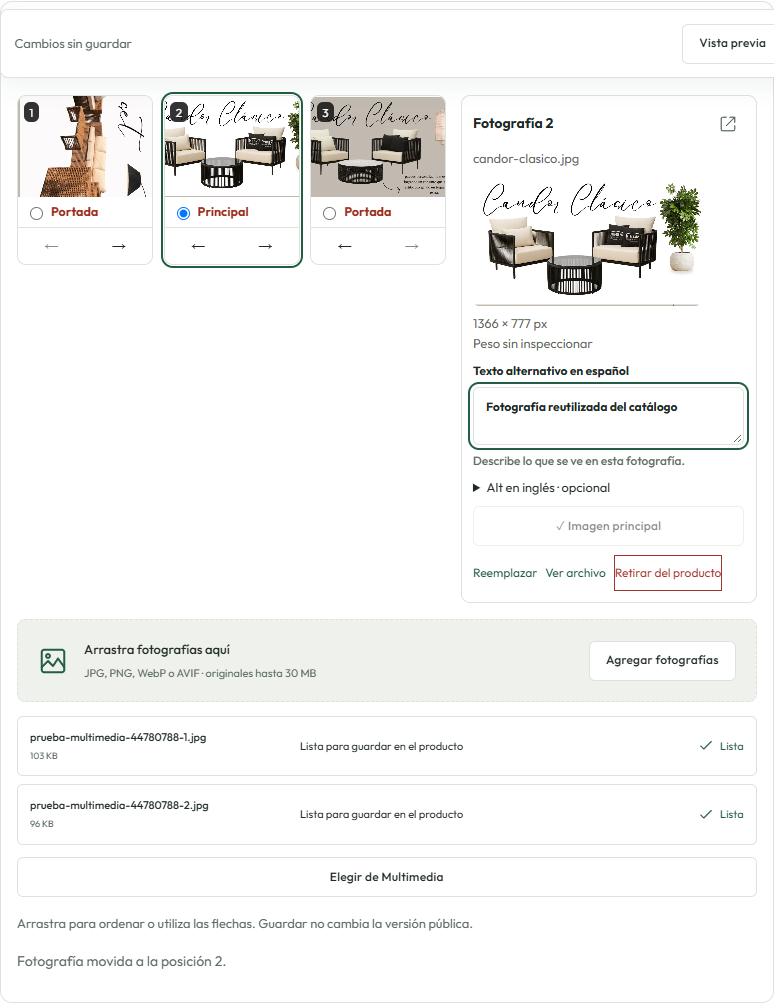 Cambios sin guardar
Vista previa
1
2
3
Candor Clásico
Portada
Principal
Portada
← →
← →
← →
Fotografía 2
candor-clasico.jpg
Candor Clásico
1366 × 777 px
Peso sin inspeccionar
Texto alternativo en español
Fotografía reutilizada del catálogo
Describe lo que se ve en esta fotografía.
▶ Alt en inglés · opcional
✓ Imagen principal
Reemplazar Ver archivo Retirar del producto
Arrastra fotografías aquí
JPG, PNG, WebP o AVIF · originales hasta 30 MB
Agregar fotografías
prueba-multimedia-44780788-1.jpg
103 KB
Lista para guardar en el producto
✓ Lista
prueba-multimedia-44780788-2.jpg
96 KB
Lista para guardar en el producto
✓ Lista
Elegir de Multimedia
Arrastra para ordenar o utiliza las flechas. Guardar no cambia la versión pública.
Fotografía movida a la posición 2.